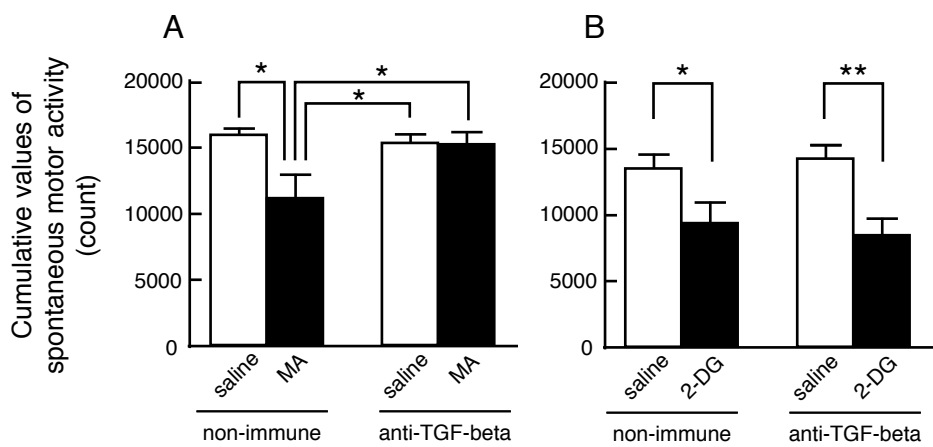 A
B
Cumulative values of
spontaneous motor activity
(count)
20000
15000
10000
5000
0
*
*
*
saline
MA
saline
MA
non-immune
anti-TGF-beta
20000
15000
10000
5000
0
*
**
saline
2-DG
saline
2-DG
non-immune
anti-TGF-beta